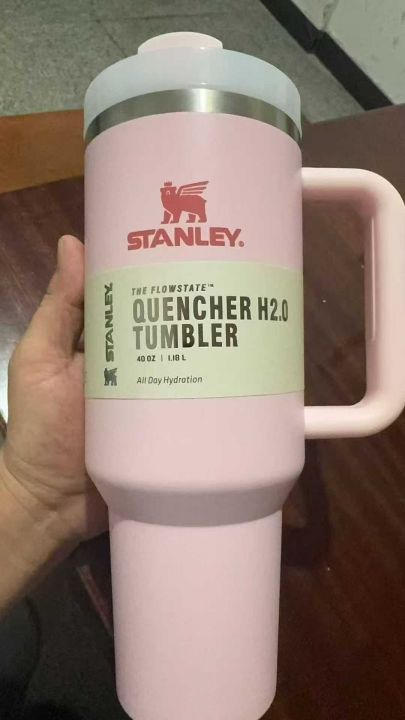 STANLEY.
STANLEY.
THE FLOWSTATE™
QUENCHER H2.0
TUMBLER
40 OZ | 1.18 L
All Day Hydration